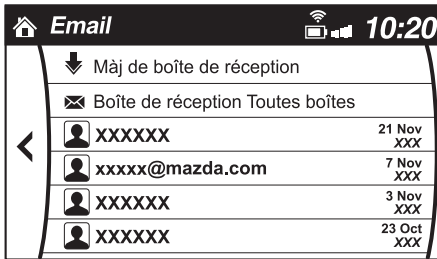 Email 10:20
Màj de boîte de réception
Boîte de réception Toutes boîtes
XXXXXX 21 Nov
XXX
xxxxx@mazda.com 7 Nov
XXX
XXXXXX 3 Nov
XXX
XXXXXX 23 Oct
XXX